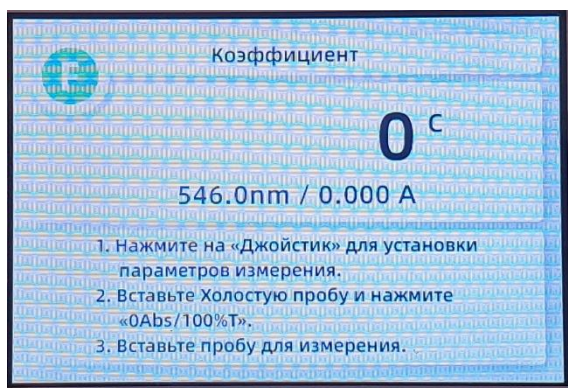 Коэффициент
0 C
546.0nm / 0.000 A
1. Нажмите на «Джойстик» для установки
параметров измерения.
2. Вставьте Холостую пробу и нажмите
«0Abs/100%T».
3. Вставьте пробу для измерения.